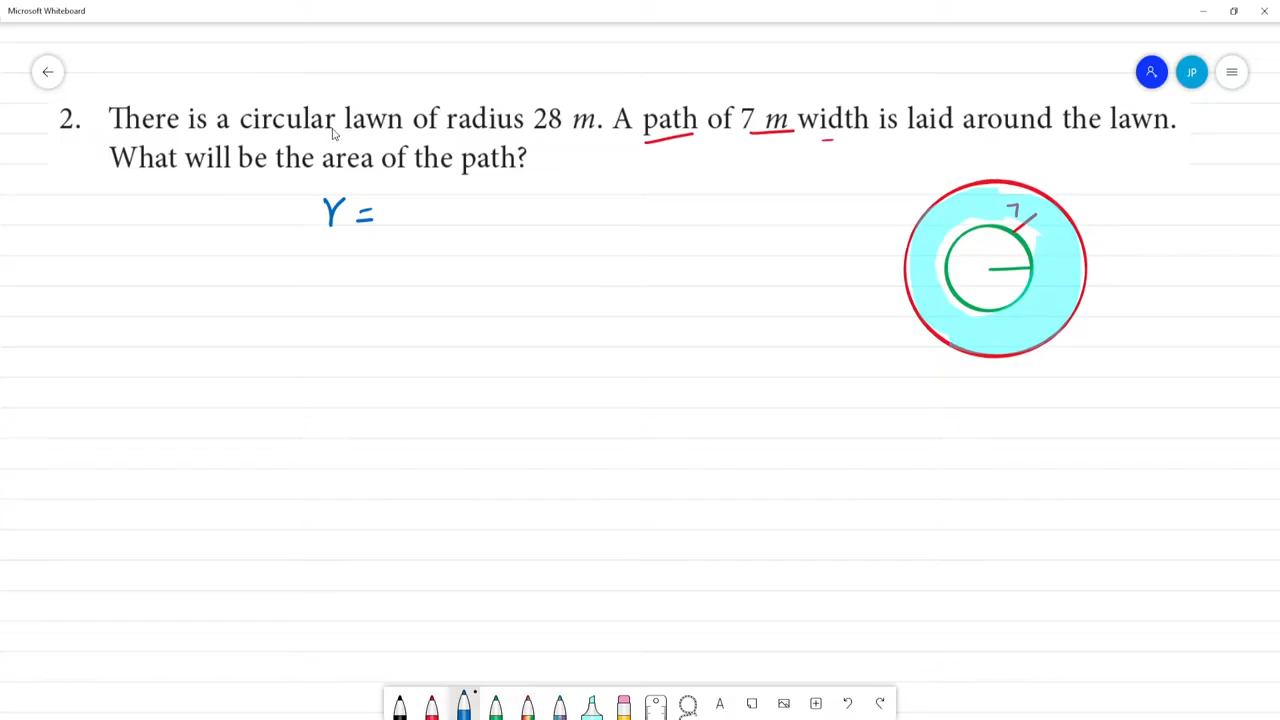 Microsoft Whiteboard
JP
2. There is a circular lawn of radius 28 m. A path of 7 m width is laid around the lawn.
What will be the area of the path?
r =
7
A